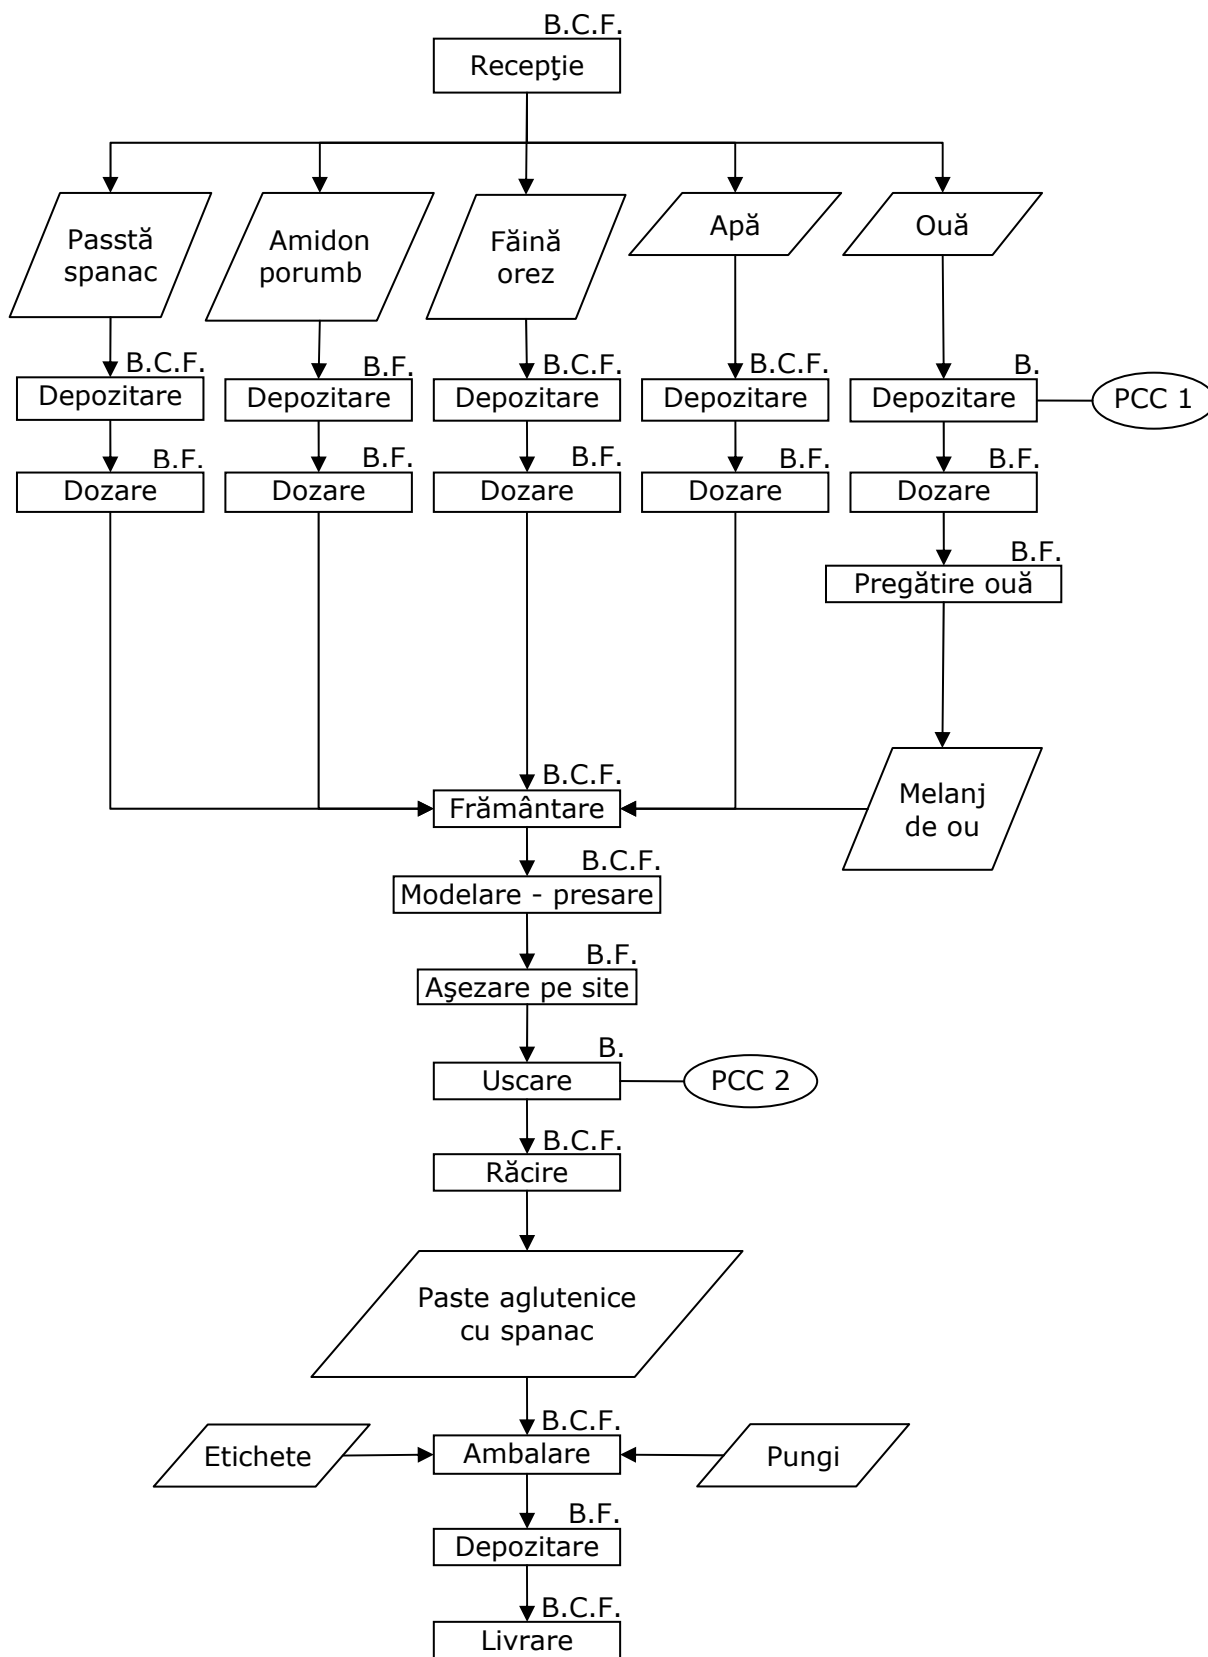 B.C.F.
Recepţie
Passtă
spanac
Amidon
porumb
Făină
orez
Apă
Ouă
B.C.F.
Depozitare
B.F.
Depozitare
B.C.F.
Depozitare
B.C.F.
Depozitare
B.
Depozitare
PCC 1
B.F.
Dozare
B.F.
Dozare
B.F.
Dozare
B.F.
Dozare
B.F.
Dozare
B.F.
Pregătire ouă
Melanj
de ou
B.C.F.
Frământare
B.C.F.
Modelare - presare
B.F.
Aşezare pe site
B.
Uscare
PCC 2
B.C.F.
Răcire
Paste aglutenice
cu spanac
B.C.F.
Etichete
Ambalare
Pungi
B.F.
Depozitare
B.C.F.
Livrare